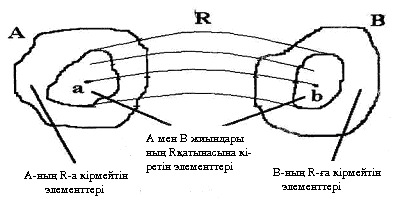 A
R
B
a
b
А мен В жиындары
ның Rқатынасына кі-
ретін элементтері
А-ның R-а кірмейтін
элементтері
В-ның R-ға кірмейтін
элементтері